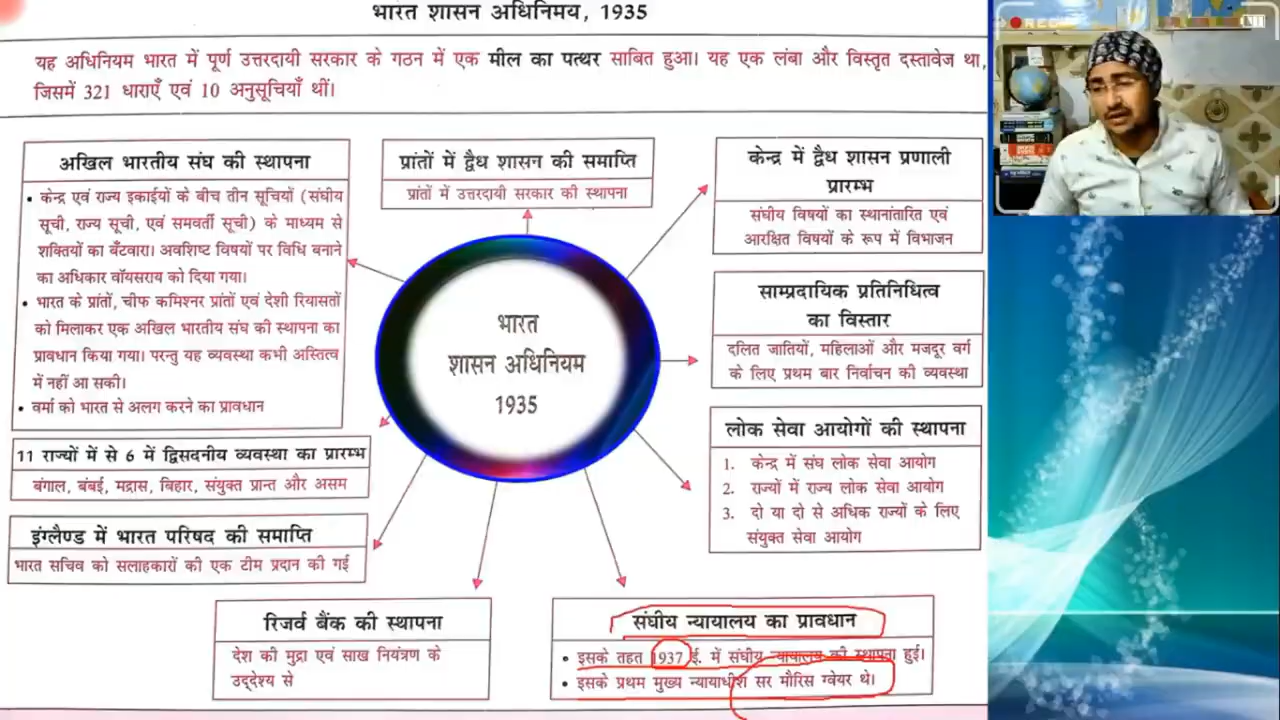 भारत शासन अधिनिमय, 1935
यह अधिनियम भारत में पूर्ण उत्तरदायी सरकार के गठन में एक मील का पत्थर साबित हुआ। यह एक लंबा और विस्तृत दस्तावेज था,
जिसमें 321 धाराएँ एवं 10 अनुसूचियाँ थीं।
अखिल भारतीय संघ की स्थापना
• केन्द्र एवं राज्य इकाईयों के बीच तीन सूचियों (संघीय
सूची, राज्य सूची, एवं समवर्ती सूची) के माध्यम से
शक्तियों का बँटवारा। अवशिष्ट विषयों पर विधि बनाने
का अधिकार वॉयसराय को दिया गया।
• भारत के प्रांतों, चीफ कमिश्नर प्रांतों एवं देशी रियासतों
को मिलाकर एक अखिल भारतीय संघ की स्थापना का
प्रावधान किया गया। परन्तु यह व्यवस्था कभी अस्तित्व
में नहीं आ सकी।
• वर्मा को भारत से अलग करने का प्रावधान
11 राज्यों में से 6 में द्विसदनीय व्यवस्था का प्रारम्भ
बंगाल, बंबई, मद्रास, बिहार, संयुक्त प्रान्त और असम
इंग्लैण्ड में भारत परिषद की समाप्ति
भारत सचिव को सलाहकारों की एक टीम प्रदान की गई
प्रांतों में द्वैध शासन की समाप्ति
प्रांतों में उत्तरदायी सरकार की स्थापना
भारत
शासन अधिनियम
1935
केन्द्र में द्वैध शासन प्रणाली
प्रारम्भ
संघीय विषयों का स्थानांतारित एवं
आरक्षित विषयों के रूप में विभाजन
साम्प्रदायिक प्रतिनिधित्व
का विस्तार
दलित जातियों, महिलाओं और मजदूर वर्ग
के लिए प्रथम बार निर्वाचन की व्यवस्था
लोक सेवा आयोगों की स्थापना
1. केन्द्र में संघ लोक सेवा आयोग
2. राज्यों में राज्य लोक सेवा आयोग
3. दो या दो से अधिक राज्यों के लिए
संयुक्त सेवा आयोग
रिजर्व बैंक की स्थापना
देश की मुद्रा एवं साख नियंत्रण के
उद्देश्य से
संघीय न्यायालय का प्रावधान
• इसके तहत 1937 ई. में संघीय न्यायालय की स्थापना हुई।
• इसके प्रथम मुख्य न्यायाधीश सर मौरिस ग्वेयर थे।